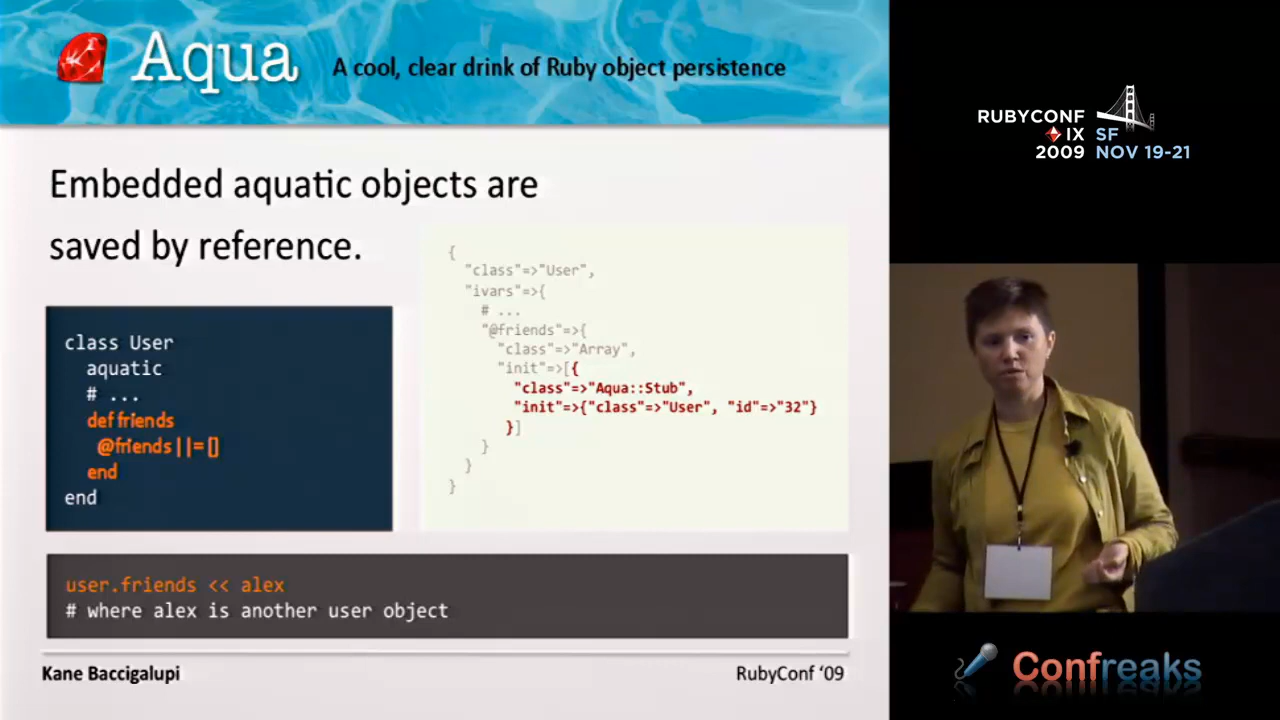 Aqua
A cool, clear drink of Ruby object persistence
Embedded aquatic objects are
saved by reference.
class User
aquatic
# ...
def friends
@friends ||= []
end
end
{
"class"=>"User",
"ivars"=>{
# ...
"@friends"=>{
"class"=>"Array",
"init"=>[{
"class"=>"Aqua::Stub",
"init"=>{"class"=>"User", "id"=>"32"}
}]
}
}
}
user.friends << alex
# where alex is another user object
Kane Baccigalupi
RubyConf ‘09
RUBYCONF
IX SF
2009 NOV 19-21
Confreaks